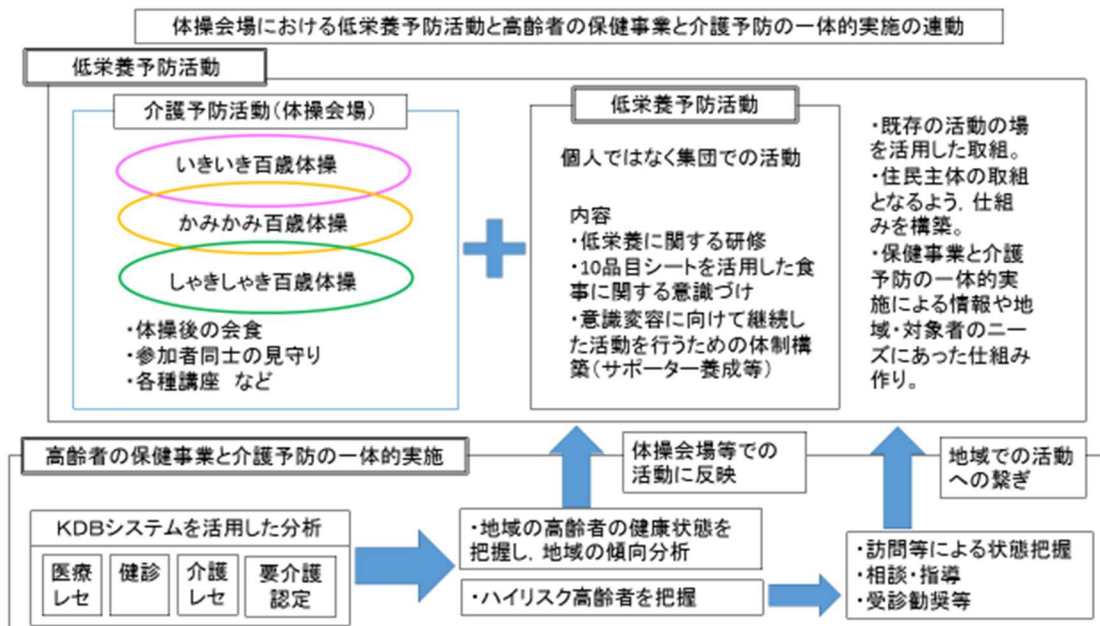 体操会場における低栄養予防活動と高齢者の保健事業と介護予防の一体的実施の連動
低栄養予防活動
介護予防活動(体操会場)
いきいき百歳体操
かみかみ百歳体操
しゃきしゃき百歳体操
・体操後の会食
・参加者同士の見守り
・各種講座 など
低栄養予防活動
個人ではなく集団での活動
内容
・低栄養に関する研修
・10品目シートを活用した食
事に関する意識づけ
・意識変容に向けて継続し
た活動を行うための体制構
築(サポーター養成等)
・既存の活動の場
を活用した取組。
・住民主体の取組
となるよう,仕組
みを構築。
・保健事業と介護
予防の一体的実
施による情報や地
域・対象者のニー
ズにあった仕組み
作り。
高齢者の保健事業と介護予防の一体的実施
体操会場等での
活動に反映
地域での活動
への繋ぎ
KDBシステムを活用した分析
医療
レセ
健診
介護
レセ
要介護
認定
・地域の高齢者の健康状態を
把握し,地域の傾向分析
・ハイリスク高齢者を把握
・訪問等による状態把握
・相談・指導
・受診勧奨等